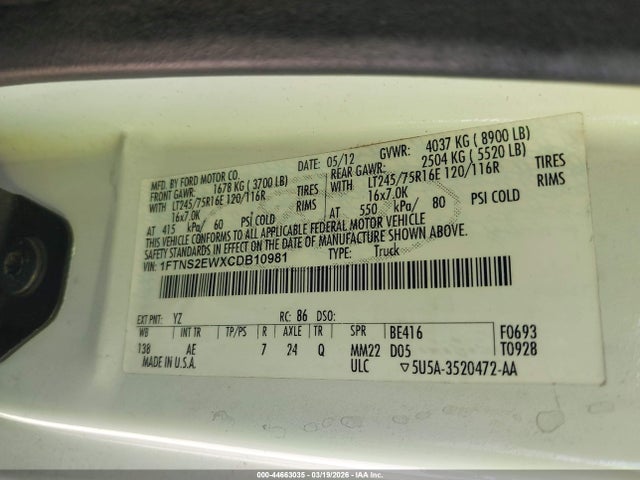 MFD. BY FORD MOTOR CO. DATE: 05/12 GVWR: 4037 KG (8900 LB)
FRONT GAWR: 1678 KG (3700 LB) REAR GAWR: 2504 KG (5520 LB)
WITH LT245/75R16E 120/116R TIRES WITH LT245/75R16E 120/116R TIRES
16x7.0K RIMS 16x7.0K RIMS
AT 415 kPa/ 60 PSI COLD AT 550 kPa/ 80 PSI COLD
THIS VEHICLE CONFORMS TO ALL APPLICABLE FEDERAL MOTOR VEHICLE
SAFETY AND THEFT PREVENTION STANDARDS IN EFFECT ON THE DATE OF MANUFACTURE SHOWN ABOVE.
VIN: 1FTNS2EWXCDB10981 TYPE: Truck
EXT PNT: YZ RC: 86 DSO:
WB INT TR TP/PS R AXLE TR SPR BE416 F0693
138 AE 7 24 Q MM22 D05 T0928
MADE IN U.S.A. ULC ▽5U5A-3520472-AA
000-44663035 | 03/19/2026 | IAA Inc.